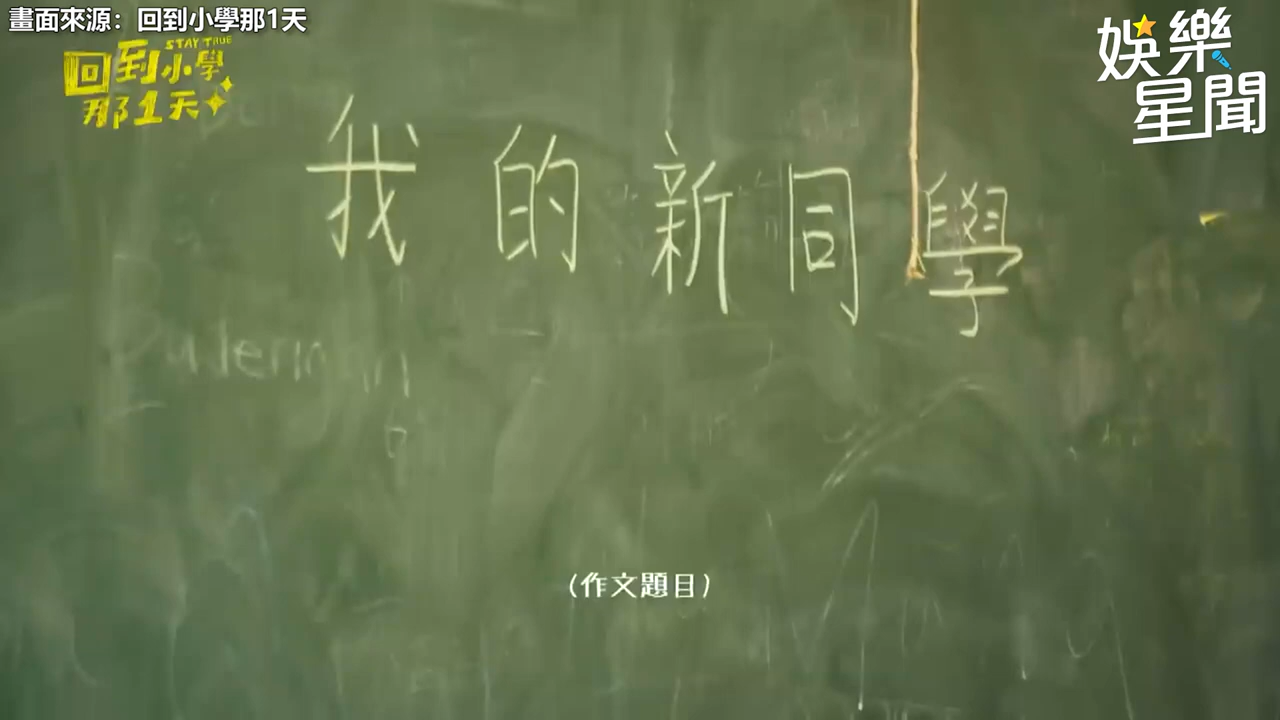 畫面來源：回到小學那1天
STAY TRUE
回到小學
那1天
娛樂
星聞
我的新同學
（作文題目）